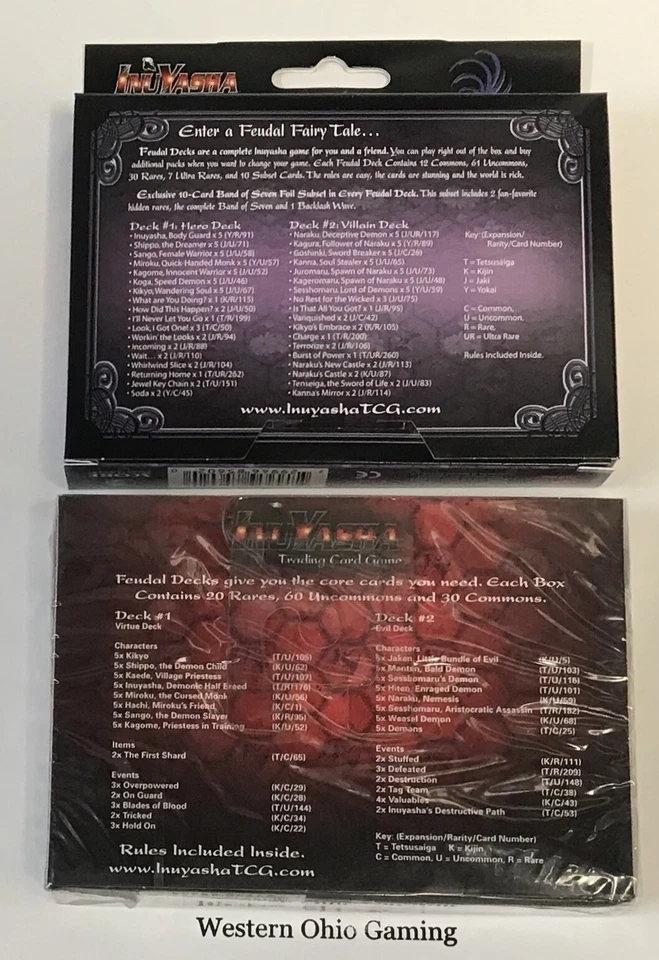 INUYASHA
Enter a Feudal Fairy Tale...
Feudal Decks are a complete Inuyasha game for you and a friend. You can play right out of the box and buy
additional packs when you want to change your game. Each Feudal Deck Contains 12 Commons, 61 Uncommons,
30 Rares, 7 Ultra Rares, and 10 Subset Cards. The rules are easy, the cards are stunning and the world is rich.
Exclusive 10-Card Band of Seven Foil Subset in Every Feudal Deck. This subset includes 2 fan-favorite
hidden rares, the complete Band of Seven and 1 Backlash Wave.
Deck #1: Hero Deck
• Inuyasha, Body Guard x 5 (Y/R/91)
• Shippo, the Dreamer x 5 (J/U/71)
• Sango, Female Warrior x 5 (J/U/58)
• Miroku, Quick-Handed Monk x 5 (Y/U/57)
• Kagome, Innocent Warrior x 5 (J/U/52)
• Koga, Speed Demon x 5 (J/U/46)
• Kikyo, Wandering Soul x 5 (J/U/67)
• What are You Doing? x 1 (K/R/115)
• How Did This Happen? x 2 (J/U/50)
• I'll Never Let You Go x 1 (T/R/199)
• Look, i Got One! x 3 (T/C/50)
• Workin' the Looks x 2 (J/R/94)
• Incoming x 2 (J/R/88)
• Wait... x 2 (J/R/110)
• Whirlwind Slice x 2 (J/R/104)
• Returning Home x 1 (T/UR/262)
• Jewel Key Chain x 2 (T/U/151)
• Soda x 2 (Y/C/45)
Deck #2: Villain Deck
• Naraku, Deceptive Demon x 5 (J/UR/117)
• Kagura, Follower of Naraku x 5 (Y/R/89)
• Goshinki, Sword Breaker x 5 (J/C/26)
• Kanna, Soul Stealer x 5 (J/U/65)
• Juromaru, Spawn of Naraku x 5 (J/U/73)
• Kageromaru, Spawn of Naraku x 5 (J/U/48)
• Sesshomaru, Lord of Demons x 5 (Y/U/59)
• No Rest for the Wicked x 3 (J/U/75)
• Is That All You Got? x 1 (J/R/95)
• Vanquished x 2 (J/C/42)
• Kikyo's Embrace x 2 (K/R/105)
• Charge x 1 (T/R/200)
• Terrorize x 2 (J/R/106)
• Burst of Power x 1 (T/UR/260)
• Naraku's New Castle x 2 (J/R/113)
• Naraku's Castle x 2 (K/U/87)
• Tenseiga, the Sword of Life x 2 (J/U/83)
• Kanna's Mirror x 2 (J/R/114)
Key: (Expansion/
Rarity/Card Number)
T = Tetsusaiga
K = Kijin
J = Jaki
Y = Yokai
C = Common,
U = Uncommon,
R = Rare,
UR = Ultra Rare
Rules Included Inside.
www.InuyashaTCG.com
CE
INUYASHA
Trading Card Game
Feudal Decks give you the core cards you need. Each Box
Contains 20 Rares, 60 Uncommons and 30 Commons.
Deck #1
Virtue Deck
Characters
5x Kikyo (T/U/105)
5x Shippo, the Demon Child (K/U/62)
5x Kaede, Village Priestess (T/U/107)
5x Inuyasha, Demonic Half Breed (T/R/178)
5x Miroku, the Cursed Monk (K/U/56)
5x Hachi, Miroku's Friend (K/C/1)
5x Sango, the Demon Slayer (K/R/95)
5x Kagome, Priestess in Training (K/U/52)
Items
2x The First Shard (T/C/65)
Events
3x Overpowered (K/C/29)
2x On Guard (K/C/28)
3x Blades of Blood (T/U/144)
2x Tricked (K/C/34)
3x Hold On (K/C/22)
Rules Included Inside.
www.InuyashaTCG.com
Deck #2
Evil Deck
Characters
5x Jaken, Little Bundle of Evil (K/U/5)
5x Manten, Bald Demon (T/U/103)
5x Sesshomaru's Demon (T/U/116)
5x Hiten, Enraged Demon (T/U/101)
5x Naraku, Nemesis (K/U/59)
5x Sesshomaru, Aristocratic Assassin (T/R/182)
5x Weasel Demon (K/U/68)
5x Demons (T/C/25)
Events
2x Stuffed (K/R/111)
3x Defeated (T/R/209)
2x Destruction (T/U/148)
2x Tag Team (T/C/38)
4x Valuables (K/C/43)
2x Inuyasha's Destructive Path (T/C/53)
Key: (Expansion/Rarity/Card Number)
T = Tetsusaiga K = Kijin
C = Common, U = Uncommon, R = Rare
Western Ohio Gaming